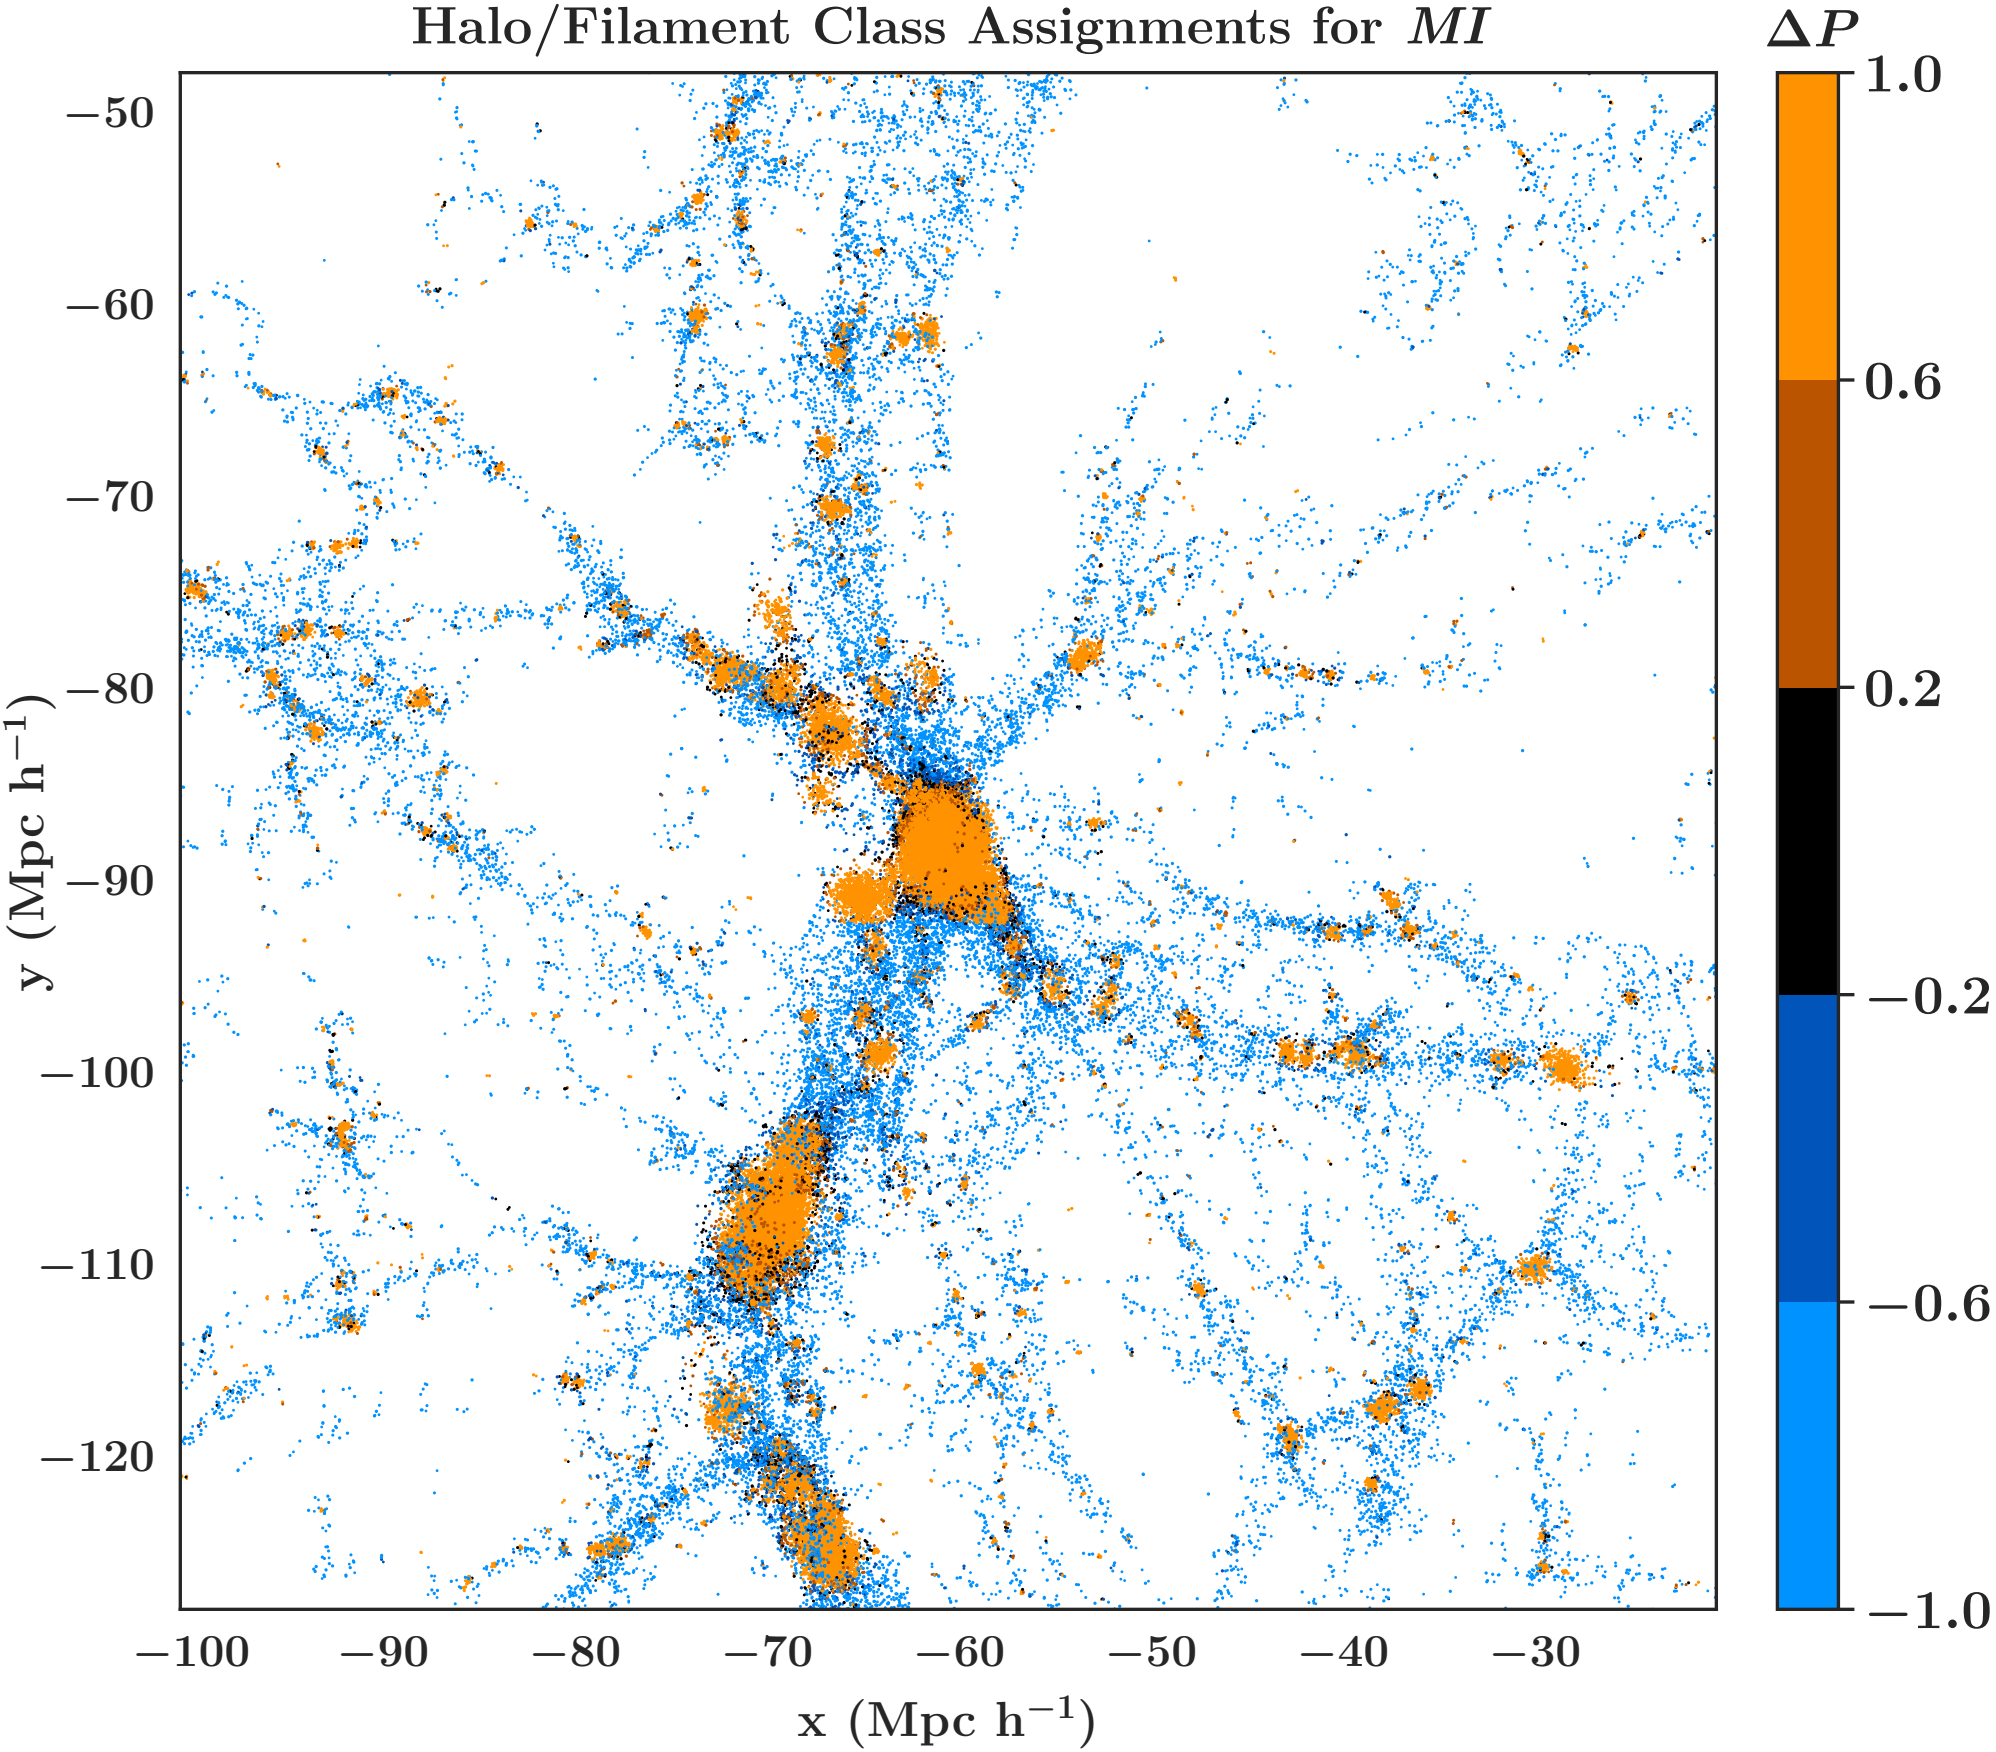 Halo/Filament Class Assignments for MI
ΔP
1.0
0.6
0.2
−0.2
−0.6
−1.0
−50
−60
−70
−80
−90
−100
−110
−120
y (Mpc h⁻¹)
−100 −90 −80 −70 −60 −50 −40 −30
x (Mpc h⁻¹)